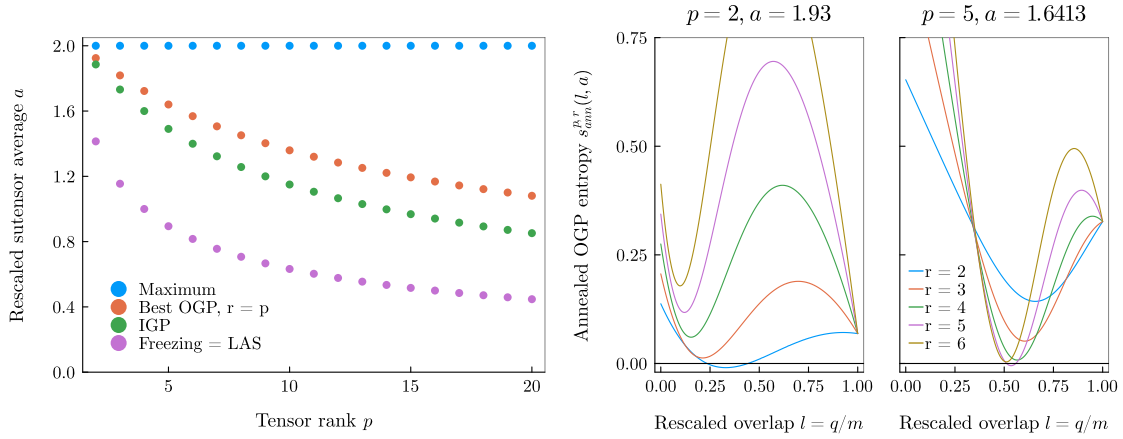 Rescaled sutensor average a
2.0
1.6
1.2
0.8
0.4
0.0
Maximum
Best OGP, r = p
IGP
Freezing = LAS
5
10
15
20
Tensor rank p
p = 2, a = 1.93
Annealed OGP entropy s_{ann}^{p,r}(l, a)
0.75
0.50
0.25
0.00
0.00
0.25
0.50
0.75
1.00
Rescaled overlap l = q/m
p = 5, a = 1.6413
r = 2
r = 3
r = 4
r = 5
r = 6
0.00
0.25
0.50
0.75
1.00
Rescaled overlap l = q/m